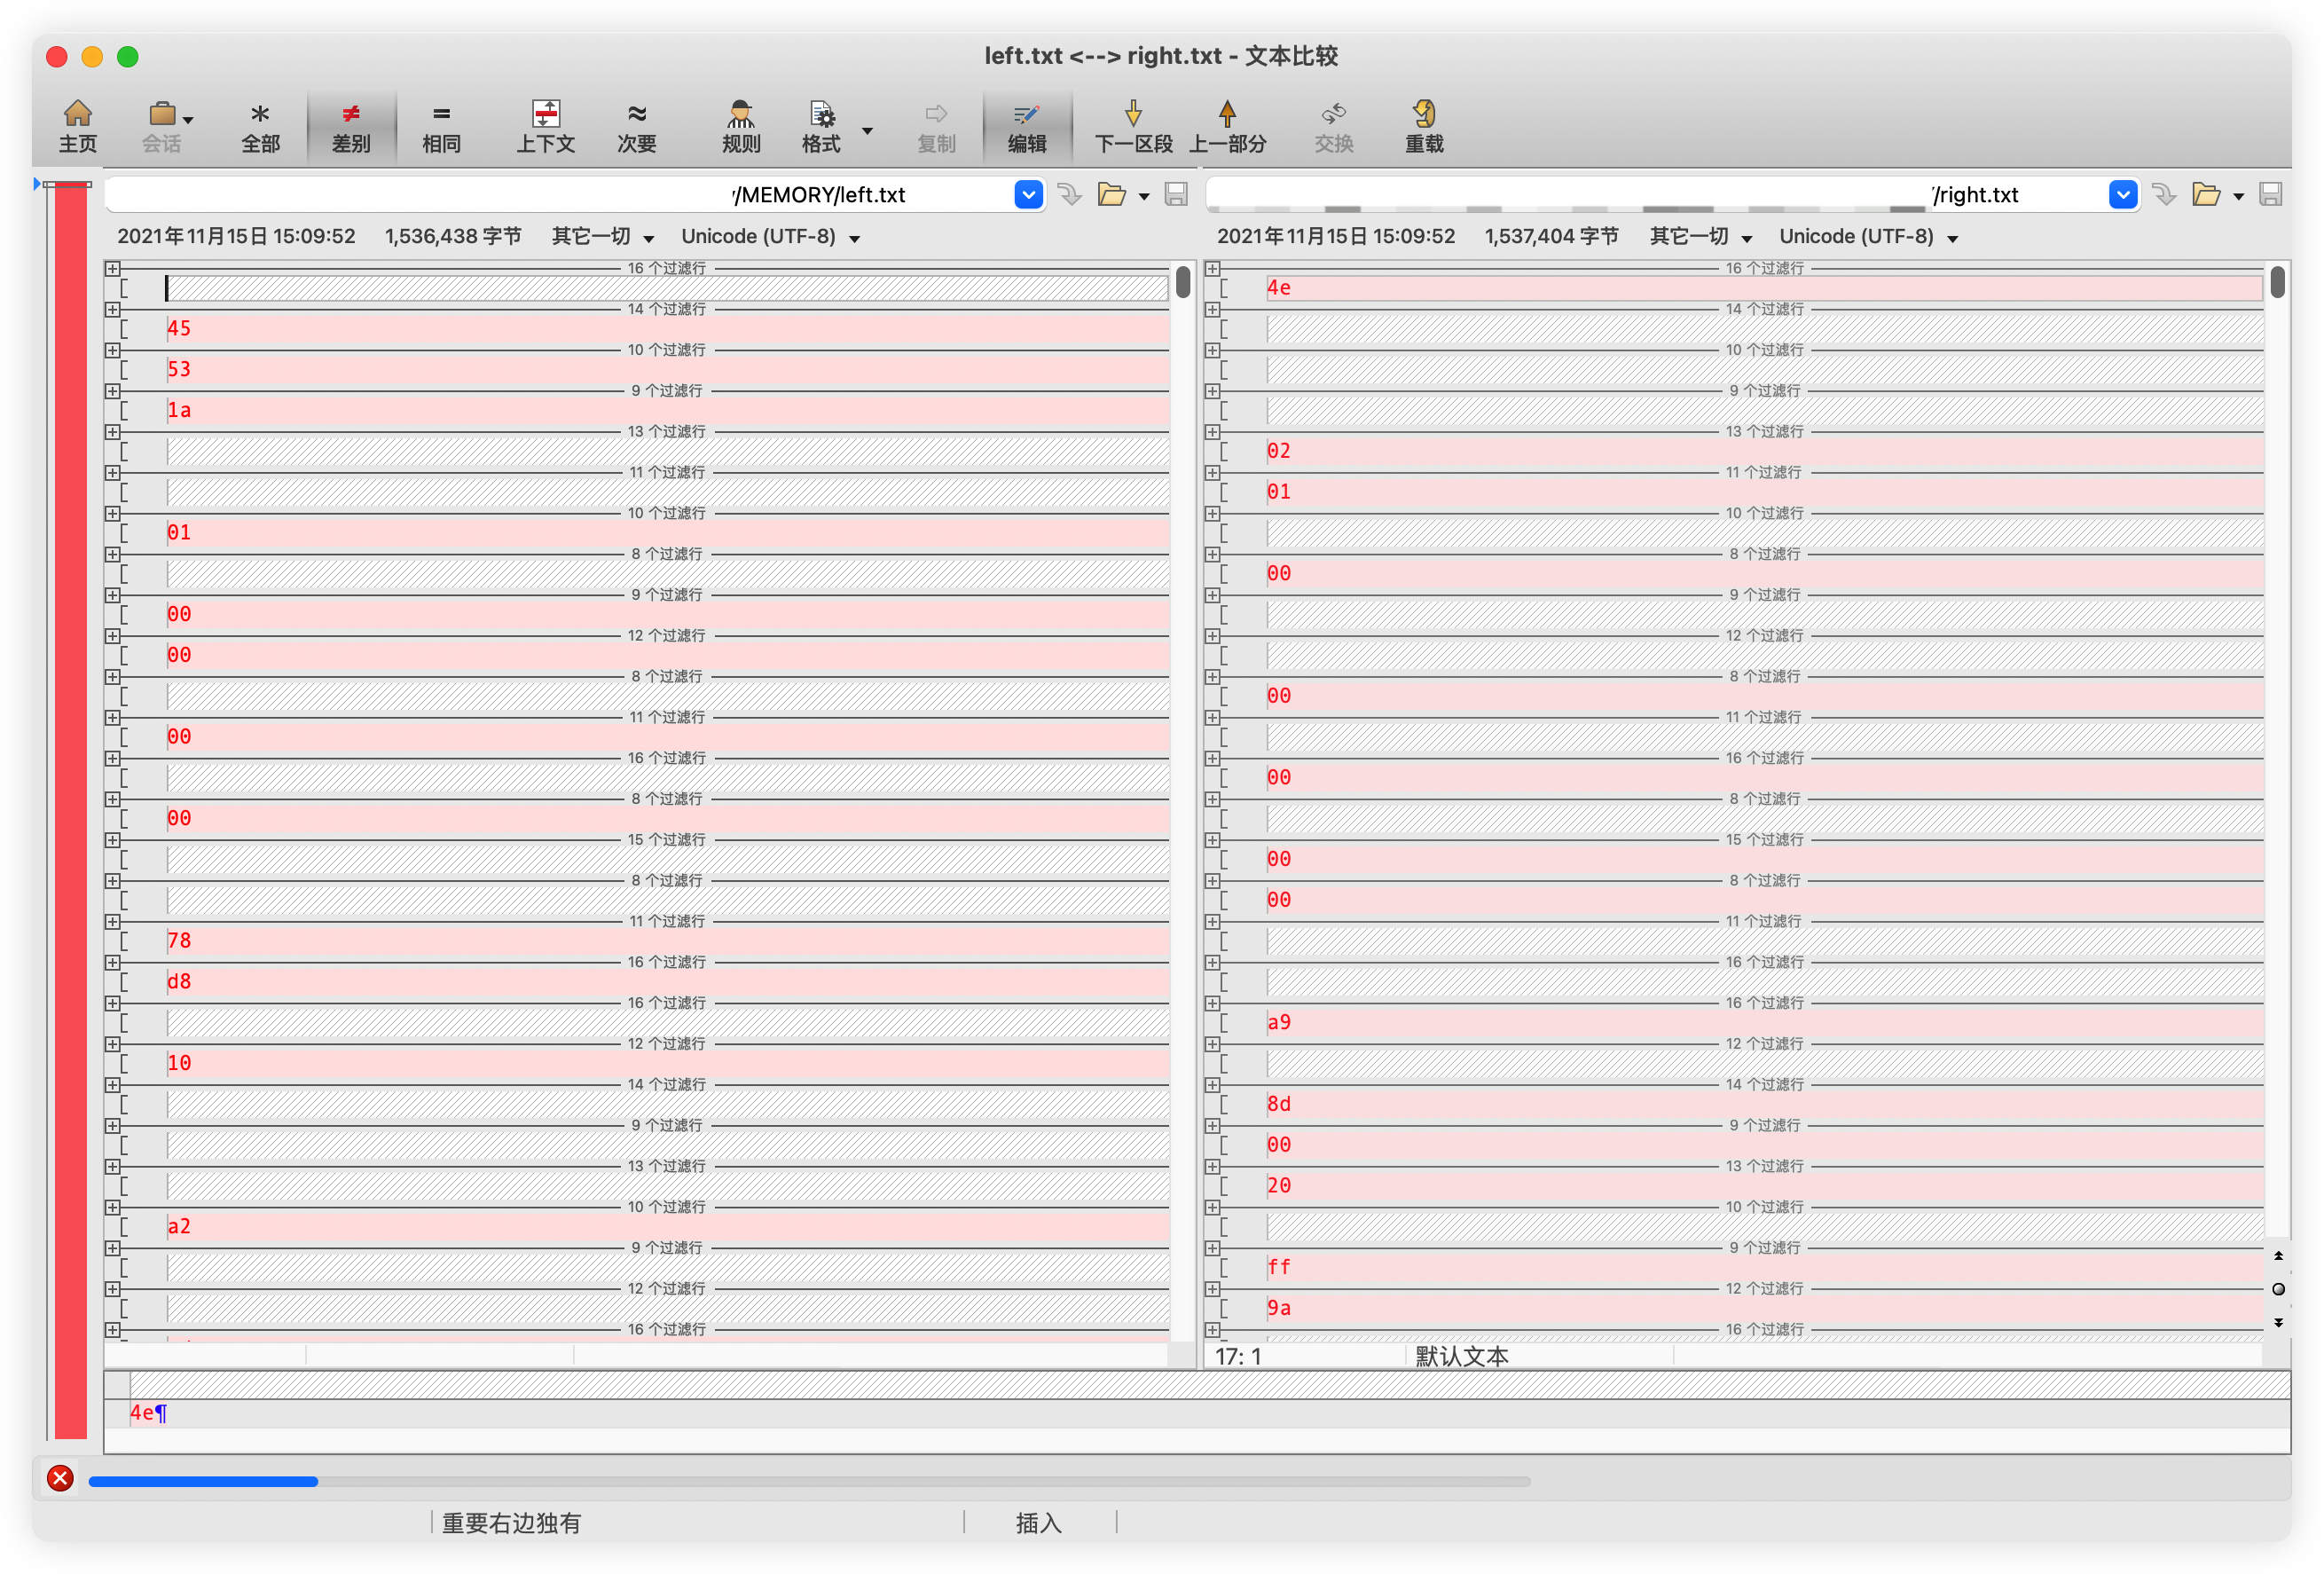 left.txt <--> right.txt - 文本比较
主页 会话 * 全部 ≠ 差别 = 相同 上下文 ≈ 次要 规则 格式 复制 编辑 下一区段 上一部分 交换 重载
/MEMORY/left.txt
/right.txt
2021年11月15日 15:09:52 1,536,438 字节 其它一切 Unicode (UTF-8)
2021年11月15日 15:09:52 1,537,404 字节 其它一切 Unicode (UTF-8)
16 个过滤行 16 个过滤行
4e
14 个过滤行 14 个过滤行
45
10 个过滤行 10 个过滤行
53
9 个过滤行 9 个过滤行
1a
13 个过滤行 13 个过滤行
02
11 个过滤行 11 个过滤行
01
10 个过滤行 10 个过滤行
01
8 个过滤行 8 个过滤行
00
9 个过滤行 9 个过滤行
00
12 个过滤行 12 个过滤行
00
8 个过滤行 8 个过滤行
00
11 个过滤行 11 个过滤行
00
16 个过滤行 16 个过滤行
00
8 个过滤行 8 个过滤行
00
15 个过滤行 15 个过滤行
00
8 个过滤行 8 个过滤行
00
11 个过滤行 11 个过滤行
78
16 个过滤行 16 个过滤行
d8
16 个过滤行 16 个过滤行
a9
12 个过滤行 12 个过滤行
10
14 个过滤行 14 个过滤行
8d
9 个过滤行 9 个过滤行
00
13 个过滤行 13 个过滤行
20
10 个过滤行 10 个过滤行
a2
9 个过滤行 9 个过滤行
ff
12 个过滤行 12 个过滤行
9a
16 个过滤行 16 个过滤行
17: 1 默认文本
4e¶
重要右边独有 插入